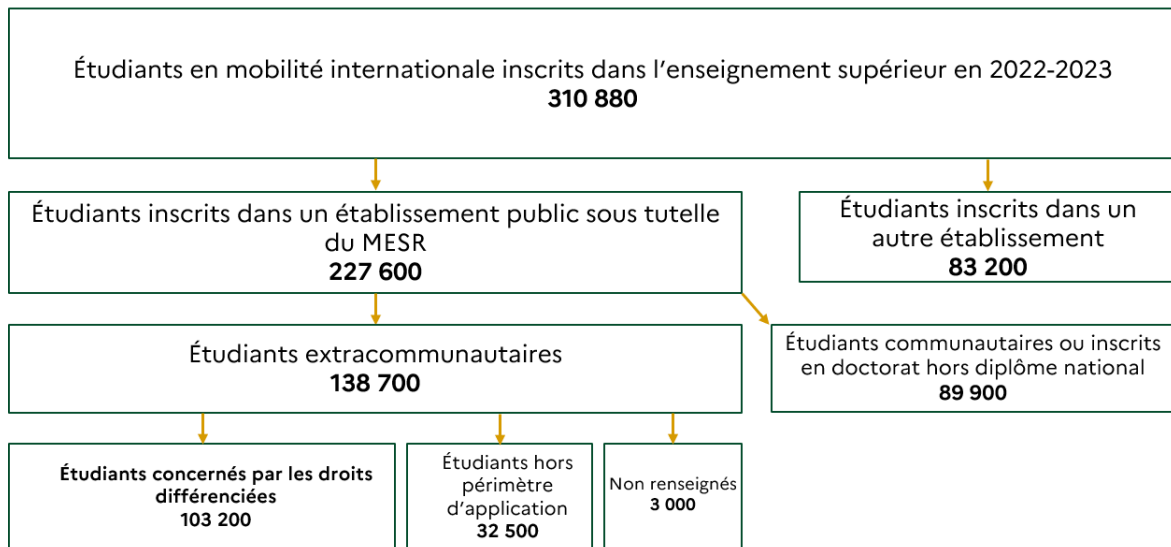 Étudiants en mobilité internationale inscrits dans l’enseignement supérieur en 2022-2023
310 880
Étudiants inscrits dans un établissement public sous tutelle
du MESR
227 600
Étudiants inscrits dans un
autre établissement
83 200
Étudiants extracommunautaires
138 700
Étudiants communautaires ou inscrits
en doctorat hors diplôme national
89 900
Étudiants concernés par les droits
différenciées
103 200
Étudiants hors
périmètre
d’application
32 500
Non renseignés
3 000